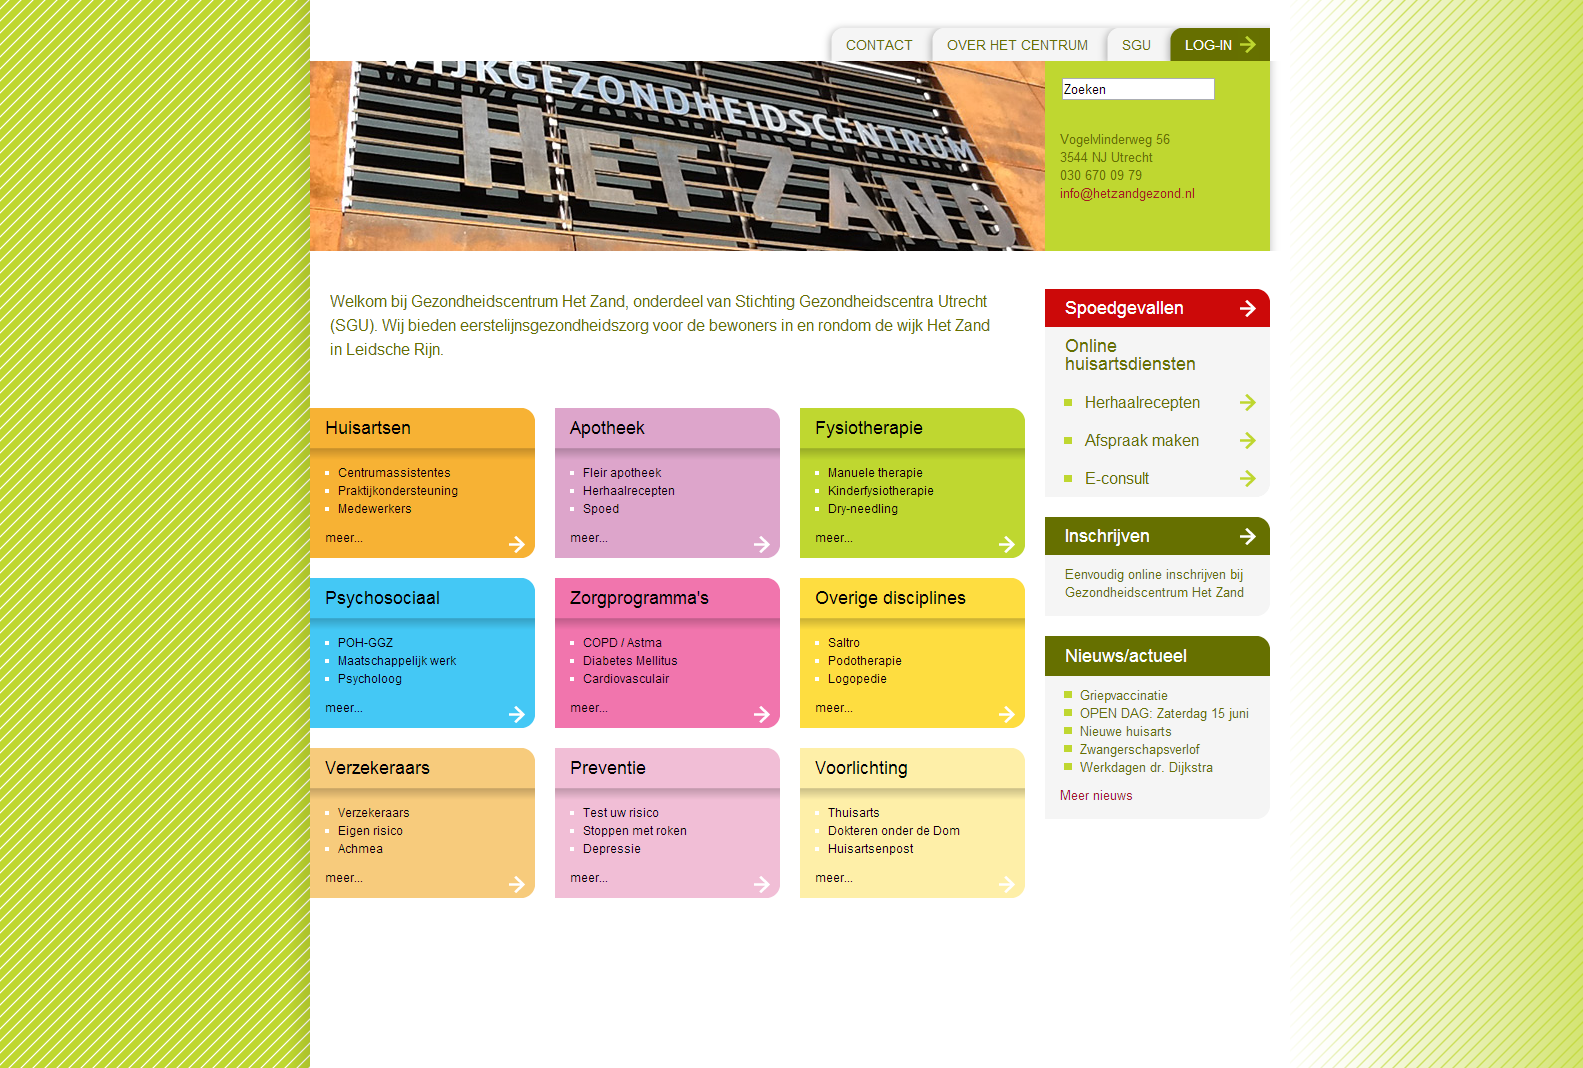 CONTACT
OVER HET CENTRUM
SGU
LOG-IN
WIJKGEZONDHEIDSCENTRUM
HET ZAND
Zoeken
Vogelvlinderweg 56
3544 NJ Utrecht
030 670 09 79
info@hetzandgezond.nl
Welkom bij Gezondheidscentrum Het Zand, onderdeel van Stichting Gezondheidscentra Utrecht
(SGU). Wij bieden eerstelijnsgezondheidszorg voor de bewoners in en rondom de wijk Het Zand
in Leidsche Rijn.
Huisartsen
Centrumassistentes
Praktijkondersteuning
Medewerkers
meer...
Apotheek
Fleir apotheek
Herhaalrecepten
Spoed
meer...
Fysiotherapie
Manuele therapie
Kinderfysiotherapie
Dry-needling
meer...
Psychosociaal
POH-GGZ
Maatschappelijk werk
Psycholoog
meer...
Zorgprogramma's
COPD / Astma
Diabetes Mellitus
Cardiovasculair
meer...
Overige disciplines
Saltro
Podotherapie
Logopedie
meer...
Verzekeraars
Verzekeraars
Eigen risico
Achmea
meer...
Preventie
Test uw risico
Stoppen met roken
Depressie
meer...
Voorlichting
Thuisarts
Dokteren onder de Dom
Huisartsenpost
meer...
Spoedgevallen
Online
huisartsdiensten
Herhaalrecepten
Afspraak maken
E-consult
Inschrijven
Eenvoudig online inschrijven bij
Gezondheidscentrum Het Zand
Nieuws/actueel
Griepvaccinatie
OPEN DAG: Zaterdag 15 juni
Nieuwe huisarts
Zwangerschapsverlof
Werkdagen dr. Dijkstra
Meer nieuws